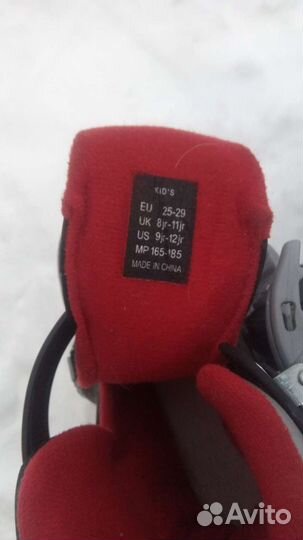 KID'S
EU 25-29
UK 8jr-11jr
US 9jr-12jr
MP 165-185
MADE IN CHINA
Avito